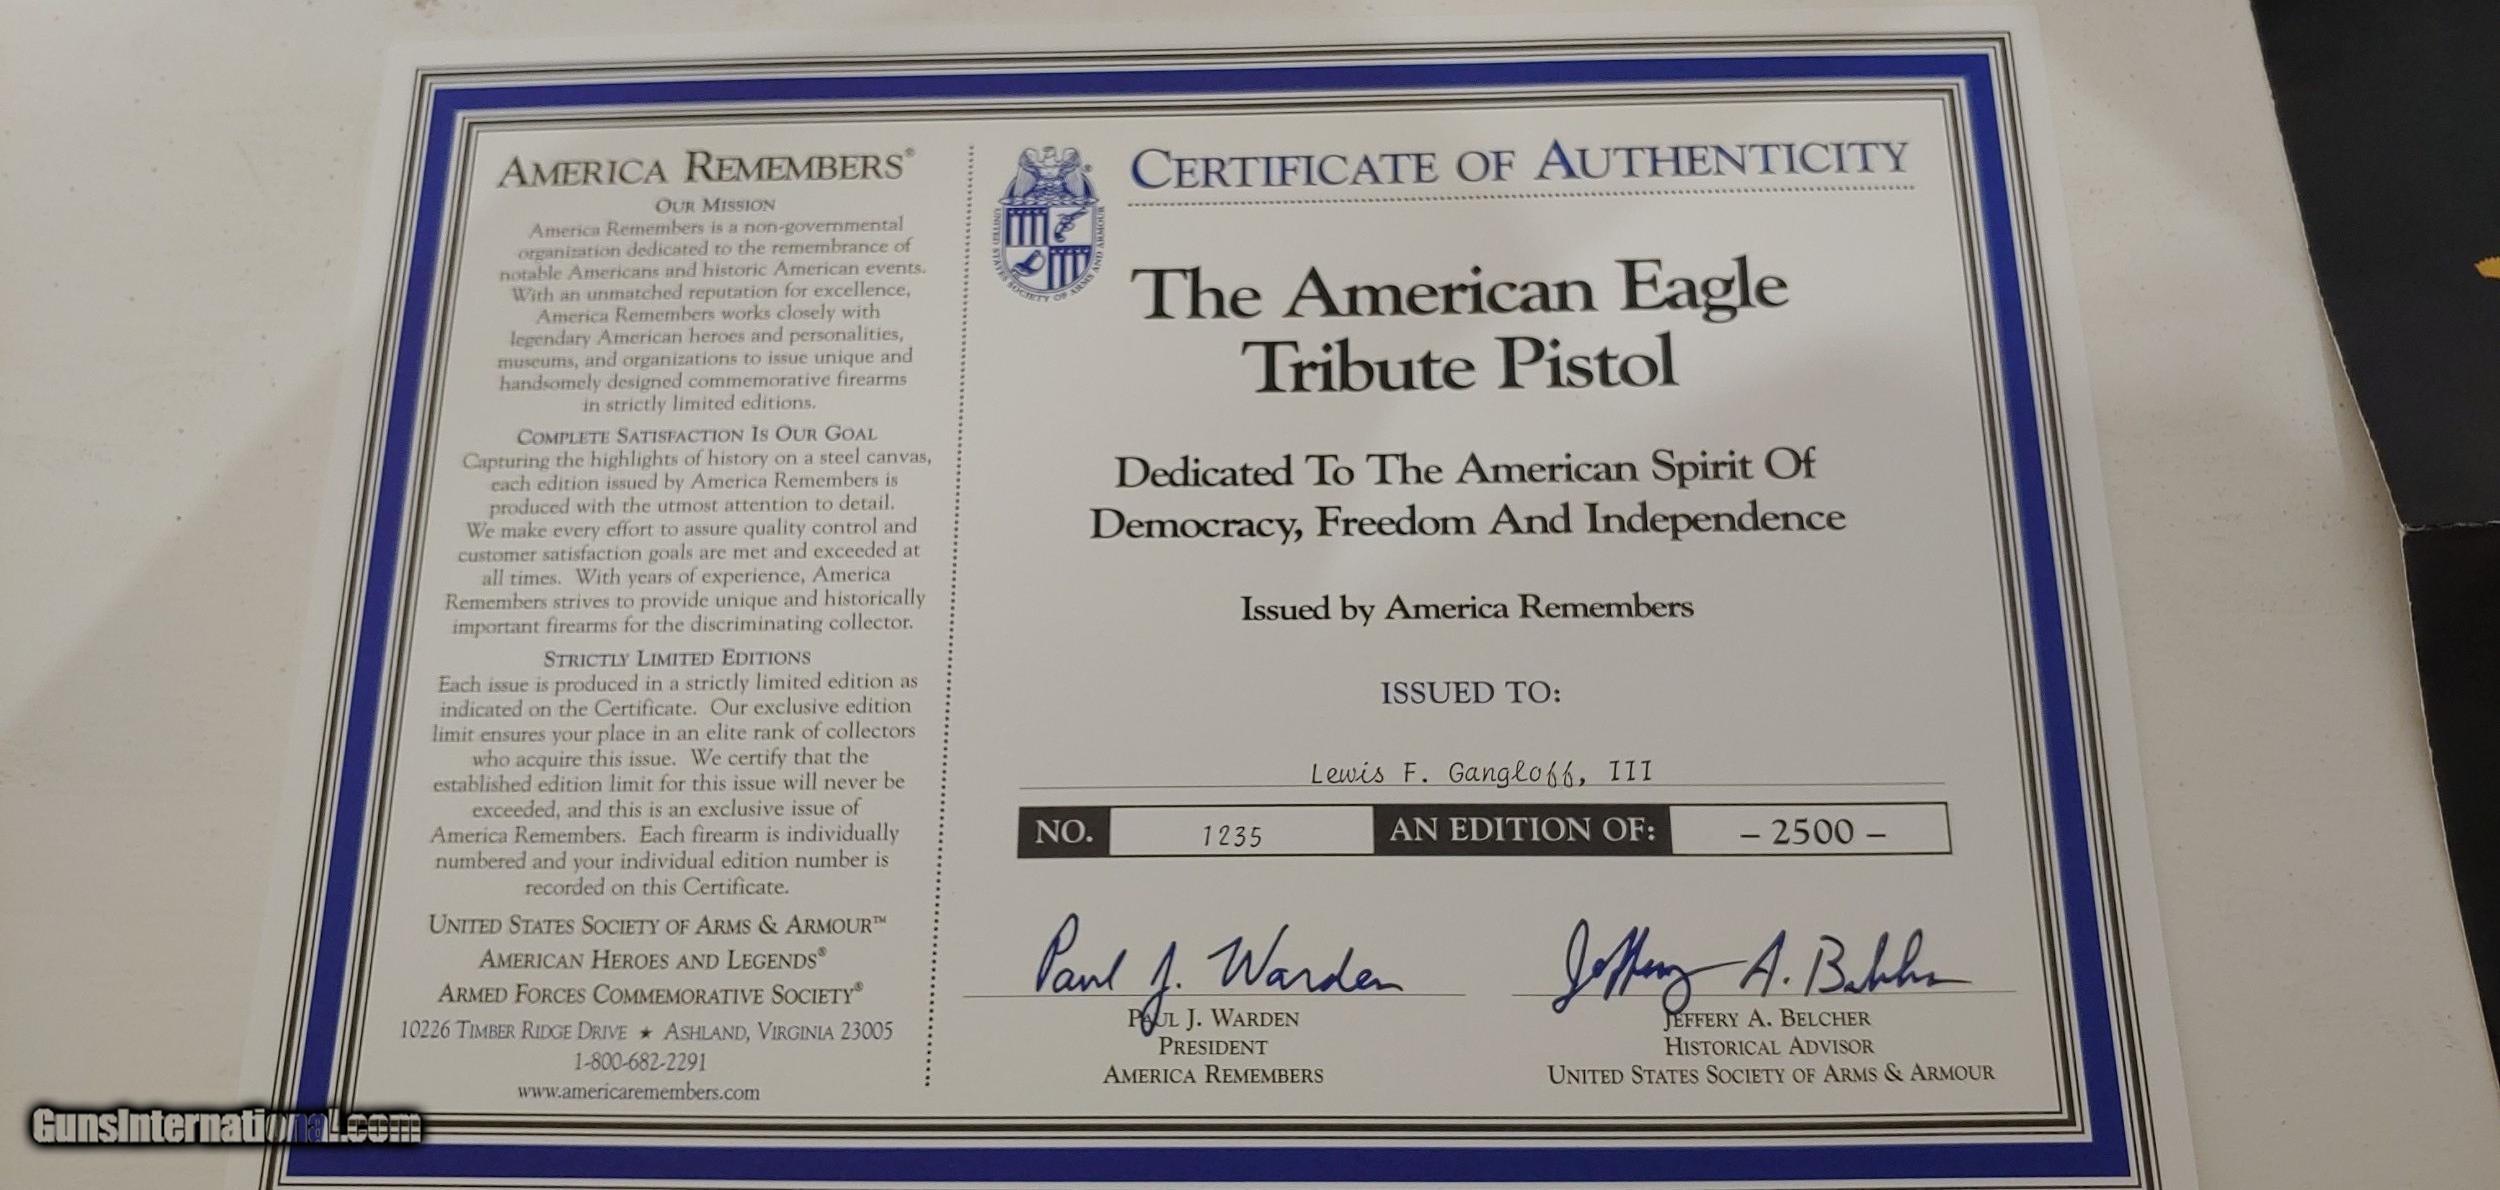 AMERICA REMEMBERS®
OUR MISSION
America Remembers is a non-governmental
organization dedicated to the remembrance of
notable Americans and historic American events.
With an unmatched reputation for excellence,
America Remembers works closely with
legendary American heroes and personalities,
museums, and organizations to issue unique and
handsomely designed commemorative firearms
in strictly limited editions.
COMPLETE SATISFACTION IS OUR GOAL
Capturing the highlights of history on a steel canvas,
each edition issued by America Remembers is
produced with the utmost attention to detail.
We make every effort to assure quality control and
customer satisfaction goals are met and exceeded at
all times. With years of experience, America
Remembers strives to provide unique and historically
important firearms for the discriminating collector.
STRICTLY LIMITED EDITIONS
Each issue is produced in a strictly limited edition as
indicated on the Certificate. Our exclusive edition
limit ensures your place in an elite rank of collectors
who acquire this issue. We certify that the
established edition limit for this issue will never be
exceeded, and this is an exclusive issue of
America Remembers. Each firearm is individually
numbered and your individual edition number is
recorded on this Certificate.
UNITED STATES SOCIETY OF ARMS & ARMOUR™
AMERICAN HEROES AND LEGENDS®
ARMED FORCES COMMEMORATIVE SOCIETY®
10226 TIMBER RIDGE DRIVE ★ ASHLAND, VIRGINIA 23005
1-800-682-2291
www.americaremembers.com
UNITED STATES SOCIETY OF ARMS AND ARMOUR
®
CERTIFICATE OF AUTHENTICITY
The American Eagle
Tribute Pistol
Dedicated To The American Spirit Of
Democracy, Freedom And Independence
Issued by America Remembers
ISSUED TO:
Lewis F. Gangloff, III
NO. 1235 AN EDITION OF: – 2500 –
Paul J. Warden
PAUL J. WARDEN
PRESIDENT
AMERICA REMEMBERS
Jeffery A. Belcher
JEFFERY A. BELCHER
HISTORICAL ADVISOR
UNITED STATES SOCIETY OF ARMS & ARMOUR
GunsInternational.com